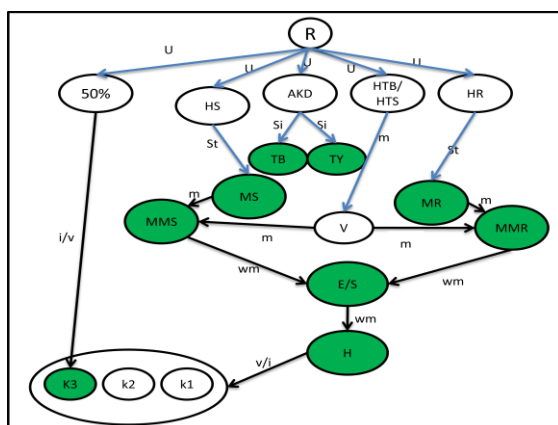 R
U
U
U
U
U
50%
HS
AKD
HTB/
HTS
HR
Si
Si
m
St
St
TB
TY
MS
MR
m
m
MMS
V
MMR
m
m
i/v
wm
E/S
wm
wm
H
v/i
K3
k2
k1